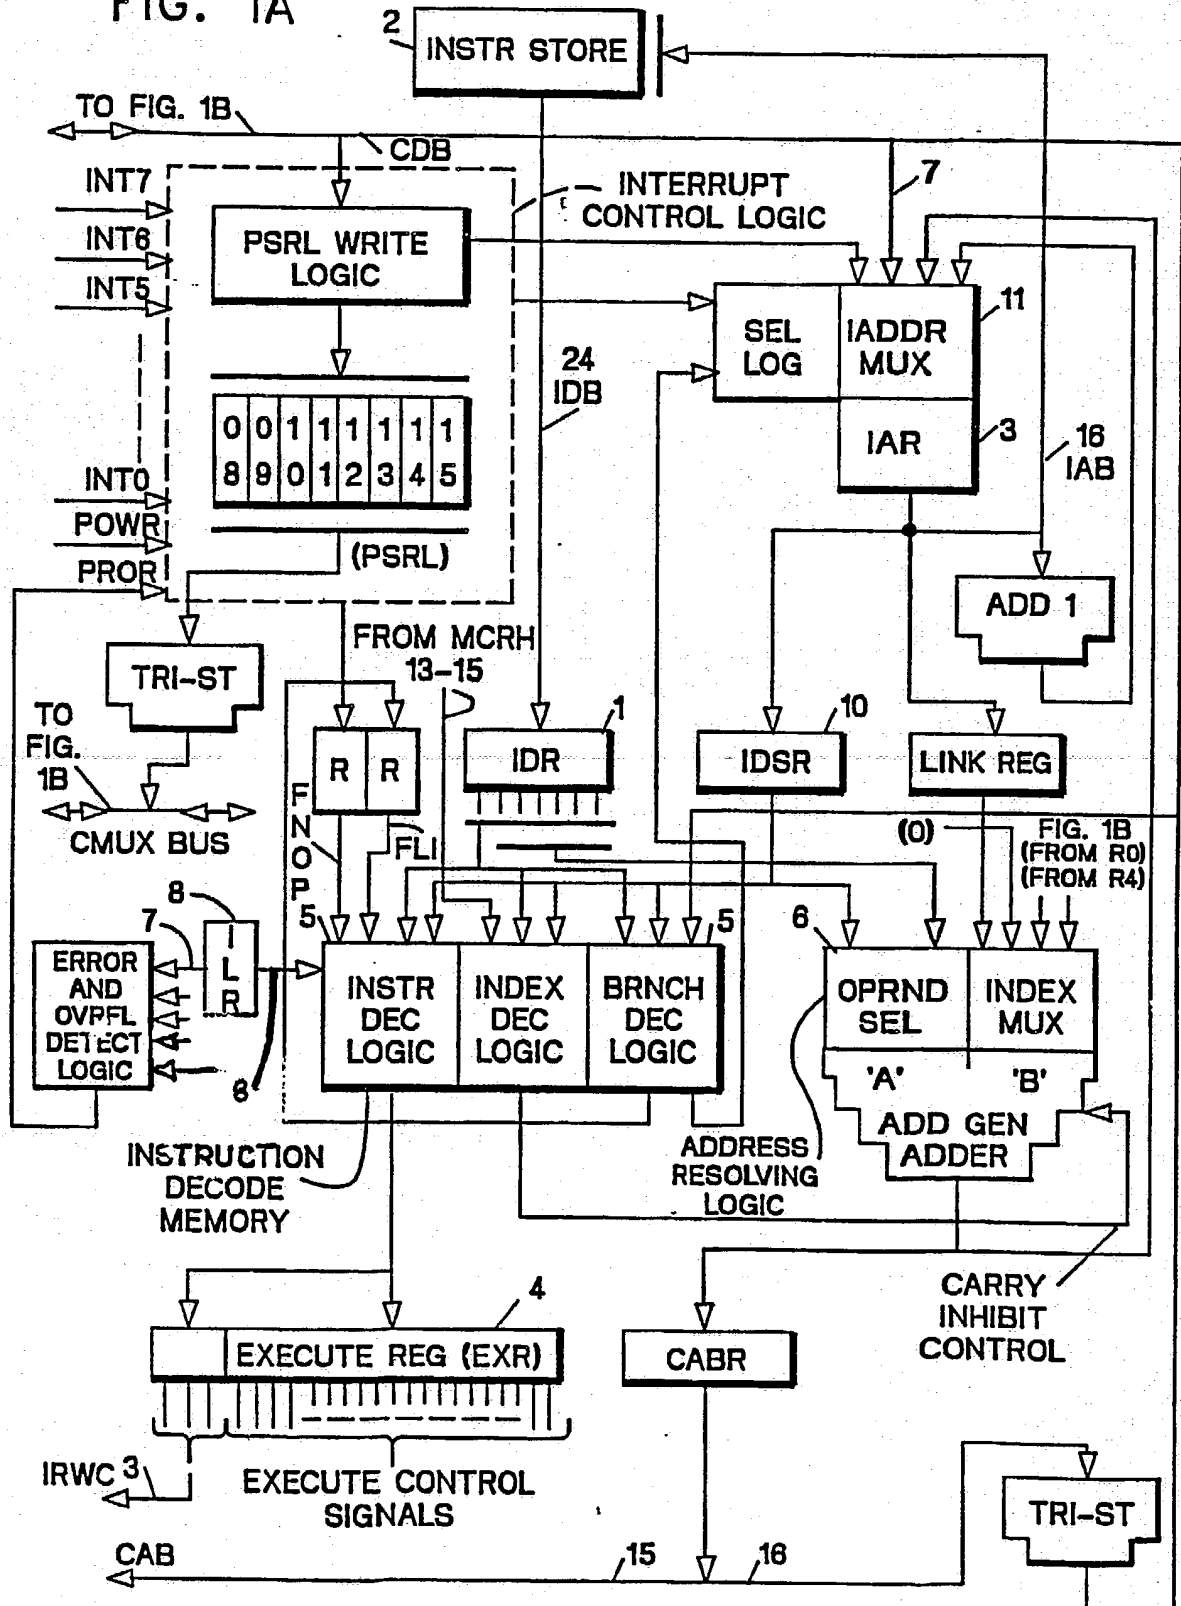 FIG. 1A
2
INSTR STORE
TO FIG. 1B
CDB
INT7
INT6
INT5
INT0
POWR
PROR
INTERRUPT
CONTROL LOGIC
PSRL WRITE
LOGIC
0 0 1 1 1 1 1 1
8 9 0 1 2 3 4 5
(PSRL)
24
IDB
7
SEL
LOG
IADDR
MUX
11
IAR
3
16
IAB
ADD 1
TRI-ST
TO
FIG.
1B
CMUX BUS
FROM MCRH
13-15
R R
FNOP
FLI
1
IDR
10
IDSR
LINK REG
(0)
FIG. 1B
(FROM R0)
(FROM R4)
8
7
ILR
ERROR
AND
OVRFL
DETECT
LOGIC
8
5
5
INSTR
DEC
LOGIC
INDEX
DEC
LOGIC
BRNCH
DEC
LOGIC
6
OPRND
SEL
INDEX
MUX
'A' 'B'
ADD GEN
ADDER
INSTRUCTION
DECODE
MEMORY
ADDRESS
RESOLVING
LOGIC
CARRY
INHIBIT
CONTROL
4
EXECUTE REG (EXR)
CABR
IRWC 3
EXECUTE CONTROL
SIGNALS
TRI-ST
CAB
15
16